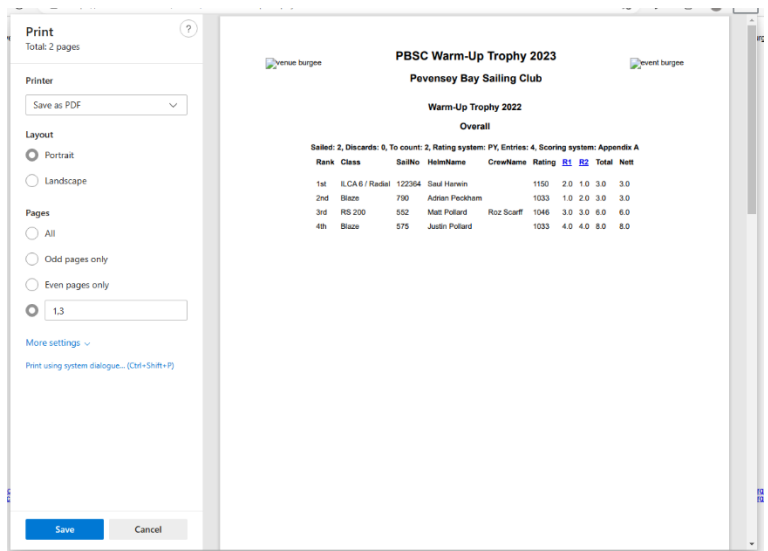 Print
?
Total: 2 pages
Printer
Save as PDF
Layout
Portrait
Landscape
Pages
All
Odd pages only
Even pages only
1,3
More settings
Print using system dialogue... (Ctrl+Shift+P)
Save Cancel
venue burgee
PBSC Warm-Up Trophy 2023
event burgee
Pevensey Bay Sailing Club
Warm-Up Trophy 2022
Overall
Sailed: 2, Discards: 0, To count: 2, Rating system: PY, Entries: 4, Scoring system: Appendix A
Rank Class SailNo HelmName CrewName Rating R1 R2 Total Nett
1st ILCA 6 / Radial 122364 Saul Harwin 1150 2.0 1.0 3.0 3.0
2nd Blaze 790 Adrian Peckham 1033 1.0 2.0 3.0 3.0
3rd RS 200 552 Matt Pollard Roz Scarff 1046 3.0 3.0 6.0 6.0
4th Blaze 575 Justin Pollard 1033 4.0 4.0 8.0 8.0